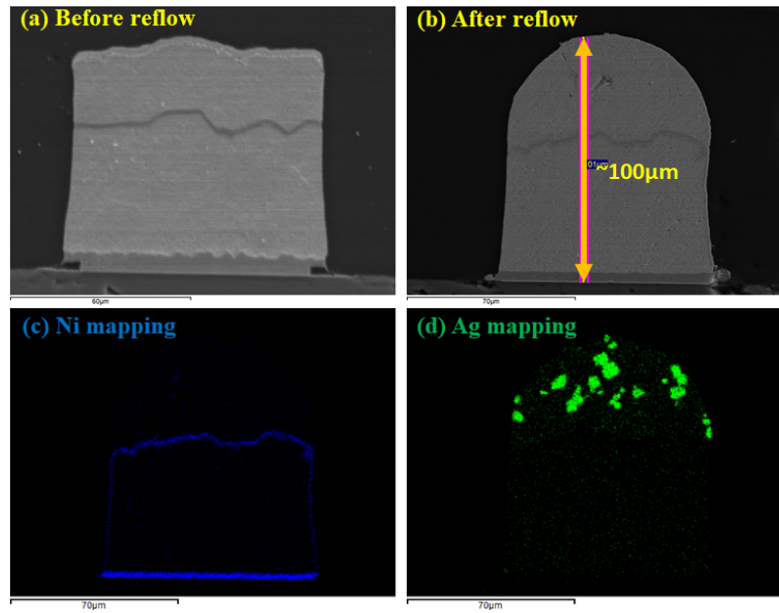 (a) Before reflow
60µm
(b) After reflow
~100µm
70µm
(c) Ni mapping
70µm
(d) Ag mapping
70µm